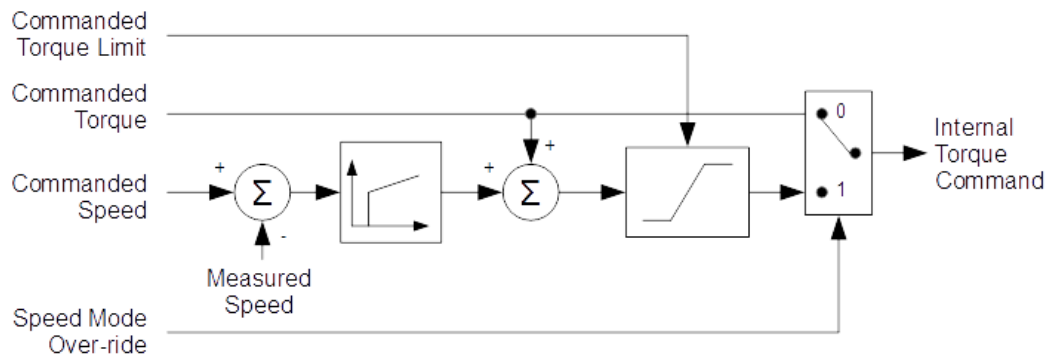 Commanded
Torque Limit
Commanded
Torque
0
+
Internal
Torque
Command
+
+
Commanded
Speed
Σ
Σ
1
-
Measured
Speed
Speed Mode
Over-ride